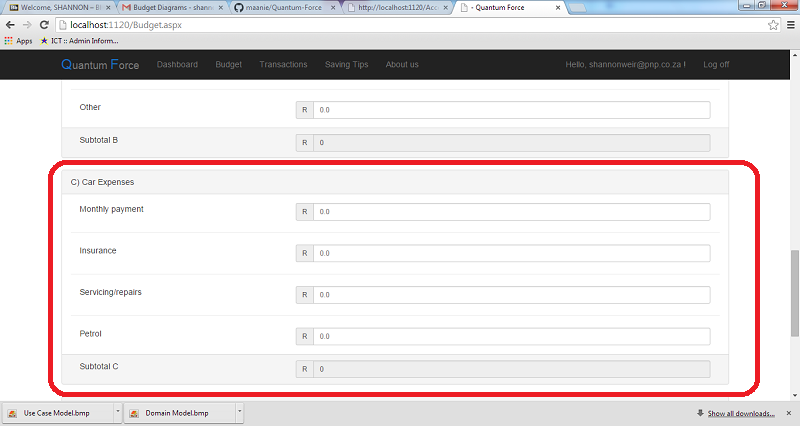 Welcome, SHANNON – Bl
Budget Diagrams - shann
maanie/Quantum-Force
http://localhost:1120/Acc
- Quantum Force
localhost:1120/Budget.aspx
Apps ICT :: Admin Inform...
Quantum Force Dashboard Budget Transactions Saving Tips About us Hello, shannonweir@pnp.co.za ! Log off
Other R 0.0
Subtotal B R 0
C) Car Expenses
Monthly payment R 0.0
Insurance R 0.0
Servicing/repairs R 0.0
Petrol R 0.0
Subtotal C R 0
Use Case Model.bmp Domain Model.bmp Show all downloads...